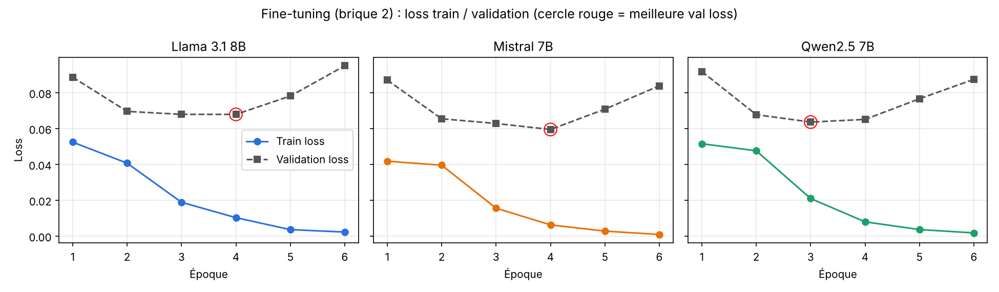 Fine-tuning (brique 2) : loss train / validation (cercle rouge = meilleure val loss)
Llama 3.1 8B
Mistral 7B
Qwen2.5 7B
Loss
0.08
0.06
0.04
0.02
0.00
Train loss
Validation loss
1 2 3 4 5 6
1 2 3 4 5 6
1 2 3 4 5 6
Époque
Époque
Époque